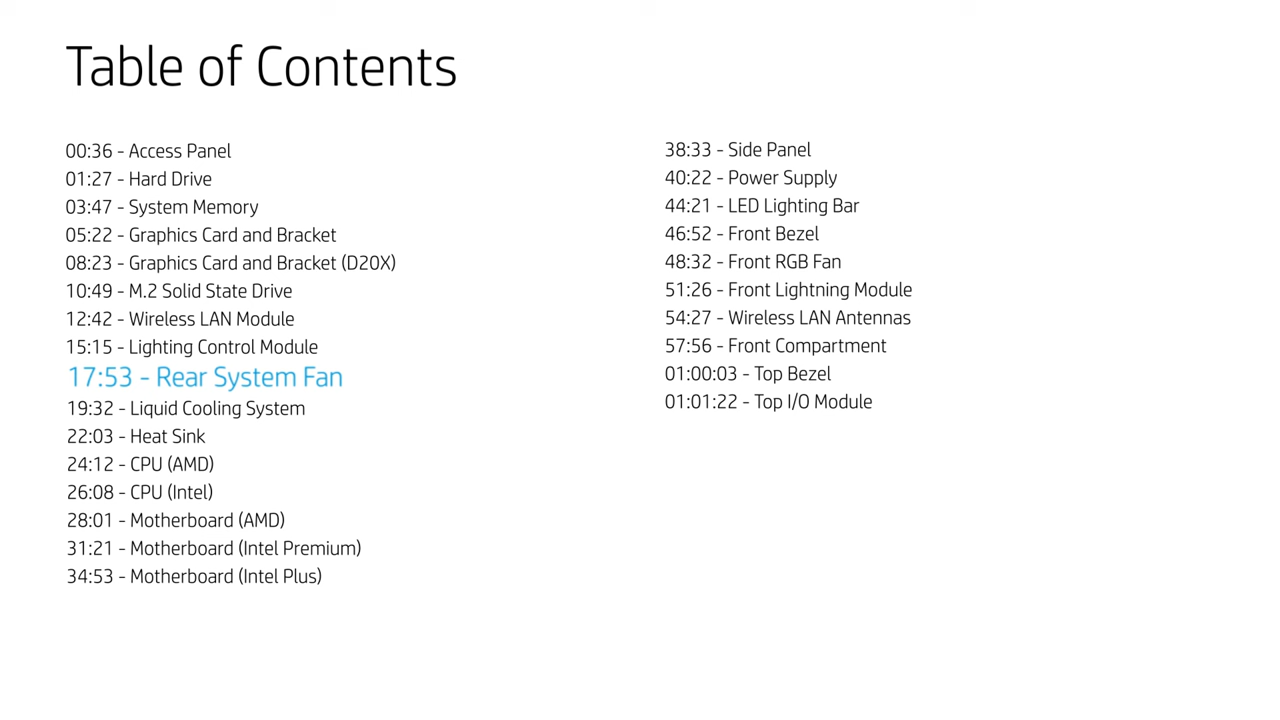 Table of Contents
00:36 - Access Panel
01:27 - Hard Drive
03:47 - System Memory
05:22 - Graphics Card and Bracket
08:23 - Graphics Card and Bracket (D20X)
10:49 - M.2 Solid State Drive
12:42 - Wireless LAN Module
15:15 - Lighting Control Module
17:53 - Rear System Fan
19:32 - Liquid Cooling System
22:03 - Heat Sink
24:12 - CPU (AMD)
26:08 - CPU (Intel)
28:01 - Motherboard (AMD)
31:21 - Motherboard (Intel Premium)
34:53 - Motherboard (Intel Plus)
38:33 - Side Panel
40:22 - Power Supply
44:21 - LED Lighting Bar
46:52 - Front Bezel
48:32 - Front RGB Fan
51:26 - Front Lightning Module
54:27 - Wireless LAN Antennas
57:56 - Front Compartment
01:00:03 - Top Bezel
01:01:22 - Top I/O Module